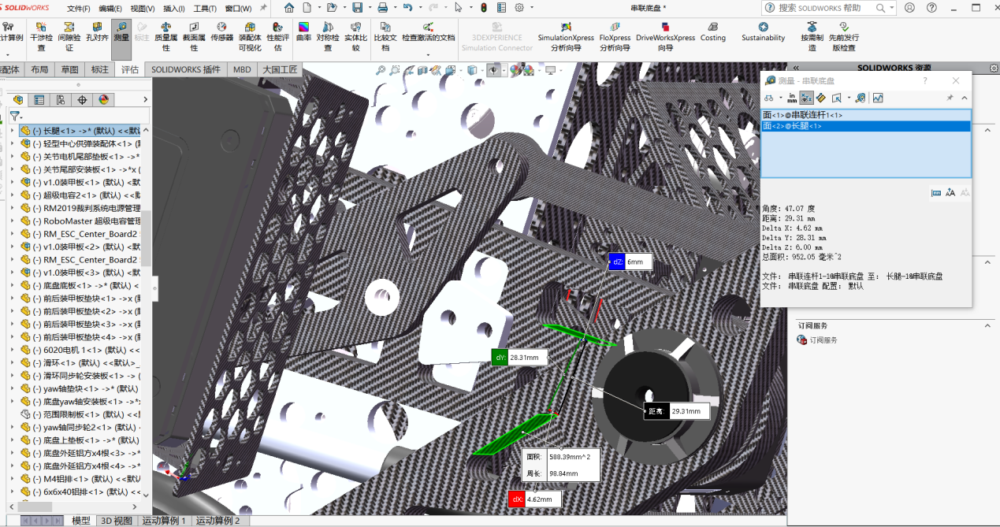 SOLIDWORKS 文件(F) 编辑(E) 视图(V) 插入(I) 工具(T) 窗口(W) 串联底盘 * 搜索 SOLIDWORKS 帮助
计算例 干涉检查 间隙验证 孔对齐 测量 标注 质量属性 截面属性 传感器 装配体可视化 性能评估 曲率 对称检查 实体比较 比较文档 检查激活的文档 3DEXPERIENCE Simulation Connector SimulationXpress 分析向导 FloXpress 分析向导 DriveWorksXpress 向导 Costing Sustainability 按需制造 先前发行版检查
配体 布局 草图 标注 评估 SOLIDWORKS 插件 MBD 大国工匠
SOLIDWORKS 资源
(-) 长腿<1> ->* (默认) <<默
(-) 轻型中心供弹装配体<1> (
(-) 关节电机尾部垫板<1> ->*
(-) 关节尾部安装板<1> ->x (
(-) v1.0装甲板<1> (默认) <默
(-) 超级电容2<1> (默认) <<默
(-) RM2019裁判系统电源管理
(-) RoboMaster 超级电容管理
(-) RM_ESC_Center_Board2
(-) v1.0装甲板<2> (默认) <默
(-) RM_ESC_Center_Board2
(-) v1.0装甲板<3> (默认) <默
(-) 底盘底板<1> ->* (默认) <
(-) 前后装甲板垫块<1> ->x (
(-) 前后装甲板垫块<2> ->x (
(-) 前后装甲板垫块<3> ->x (
(-) 前后装甲板垫块<4> ->x (
(-) 6020电机 1<1> (默认) <<
(-) 滑环<1> (默认) <<默认>_
(-) 滑环同步轮安装板<1> -> (
(-) yaw轴垫块<1> ->* (默认)
(-) 底盘yaw轴安装板<1> ->*
(-) 范围限制板<1> (默认) <<
(-) yaw轴同步轮2<1> (默认)
(-) 底盘上垫板<1> ->* (默认)
(-) 底盘外延铝方x4根<3> ->*
(-) 底盘外延铝方x4根<4> ->*
(-) M4铝排<1> (默认) <<默认
(-) 6x6x40铝排<1> (默认) <<
模型 3D 视图 运动算例 1 运动算例 2
dZ: 6mm
dY: 28.31mm
距离: 29.31mm
面积: 588.39mm^2
周长: 98.84mm
dX: 4.62mm
测量 - 串联底盘
in
mm
面<1>@串联连杆1<1>
面<2>@长腿<1>
角度: 47.07 度
距离: 29.31 mm
Delta X: 4.62 mm
Delta Y: 28.31 mm
Delta Z: 6.00 mm
总面积: 952.05 毫米^2
文件: 串联连杆1-1@串联底盘 至: 长腿-1@串联底盘
文件: 串联底盘 配置: 默认
订阅服务
订阅服务